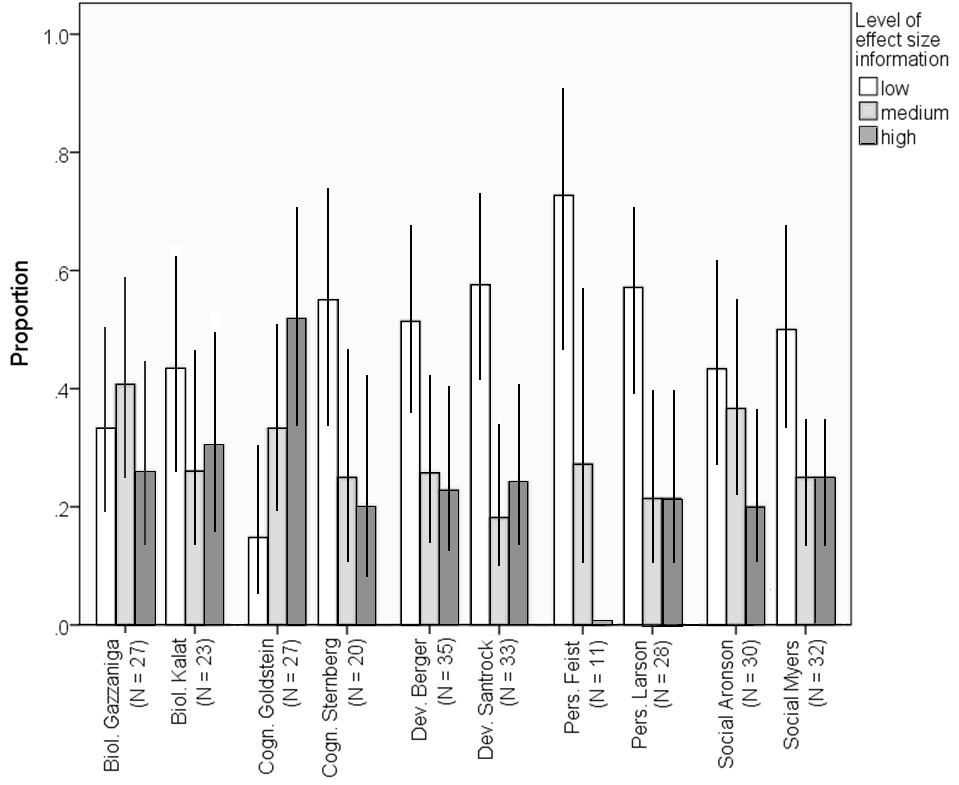 Level of
effect size
information
low
medium
high
Proportion
1.0
.8
.6
.4
.2
.0
Biol. Gazzaniga
(N = 27)
Biol. Kalat
(N = 23)
Cogn. Goldstein
(N = 27)
Cogn. Sternberg
(N = 20)
Dev. Berger
(N = 35)
Dev. Santrock
(N = 33)
Pers. Feist
(N = 11)
Pers. Larson
(N = 28)
Social Aronson
(N = 30)
Social Myers
(N = 32)